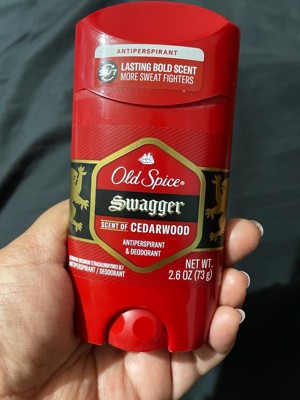 ANTIPERSPIRANT
LASTING BOLD SCENT
MORE SWEAT FIGHTERS
Old Spice®
Swagger
SCENT OF CEDARWOOD
ANTIPERSPIRANT
& DEODORANT
ANTIPERSPIRANT / DEODORANT
NET WT.
2.6 OZ (73 g)